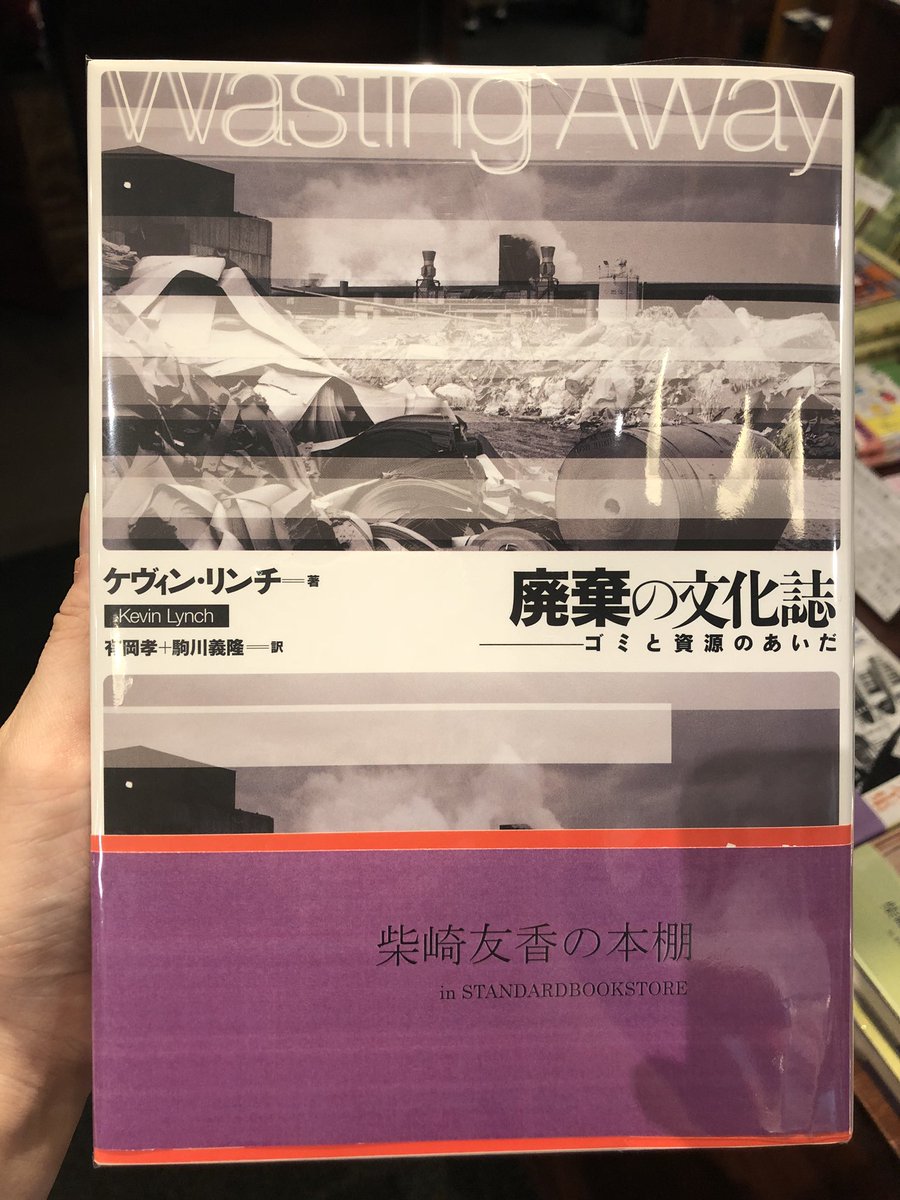 Wasting Away
ケヴィン・リンチ——著
Kevin Lynch
有岡孝+駒川義隆——訳
廃棄の文化誌
——ゴミと資源のあいだ
柴崎友香の本棚
in STANDARDBOOKSTORE